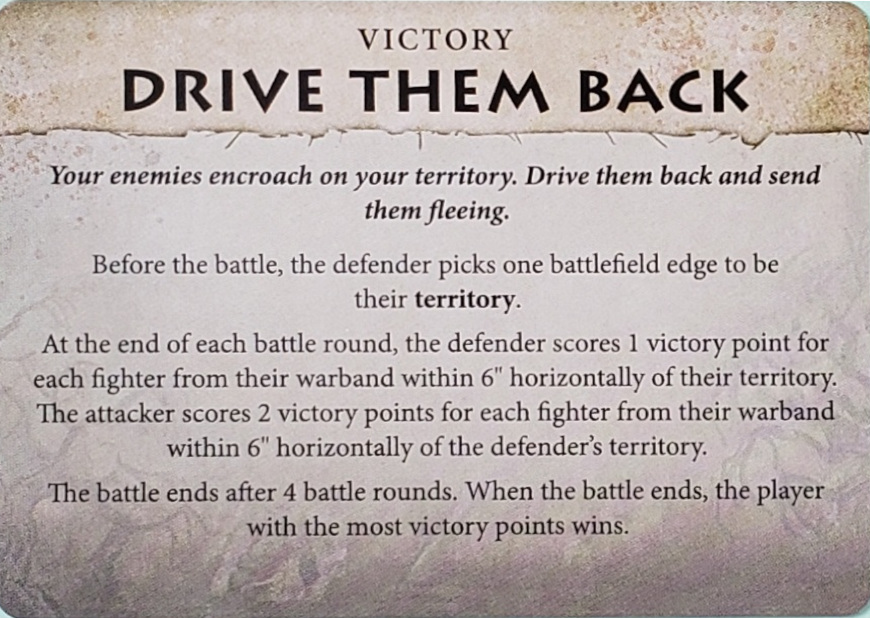 VICTORY
DRIVE THEM BACK
Your enemies encroach on your territory. Drive them back and send
them fleeing.
Before the battle, the defender picks one battlefield edge to be
their territory.
At the end of each battle round, the defender scores 1 victory point for
each fighter from their warband within 6" horizontally of their territory.
The attacker scores 2 victory points for each fighter from their warband
within 6" horizontally of the defender's territory.
The battle ends after 4 battle rounds. When the battle ends, the player
with the most victory points wins.